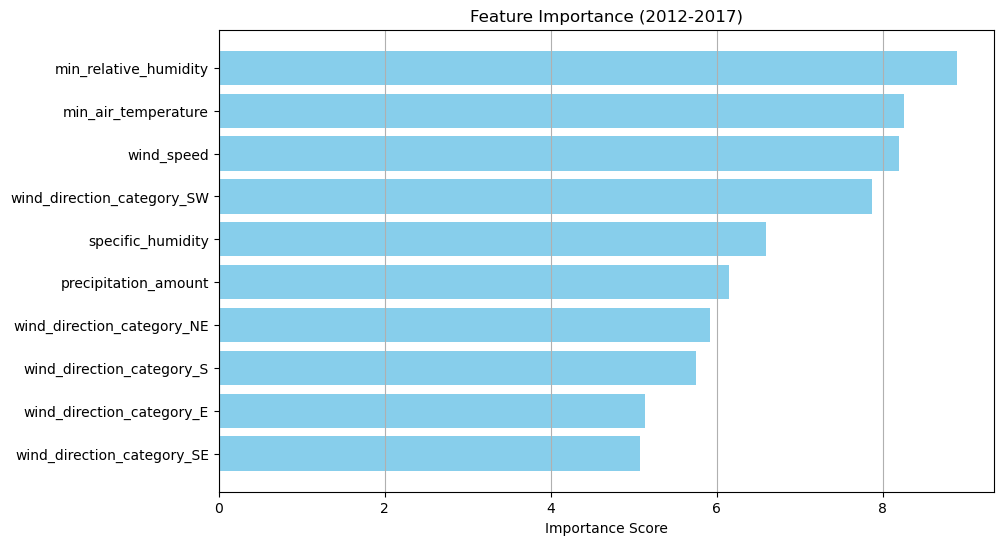 Feature Importance (2012-2017)
min_relative_humidity
min_air_temperature
wind_speed
wind_direction_category_SW
specific_humidity
precipitation_amount
wind_direction_category_NE
wind_direction_category_S
wind_direction_category_E
wind_direction_category_SE
0 2 4 6 8
Importance Score